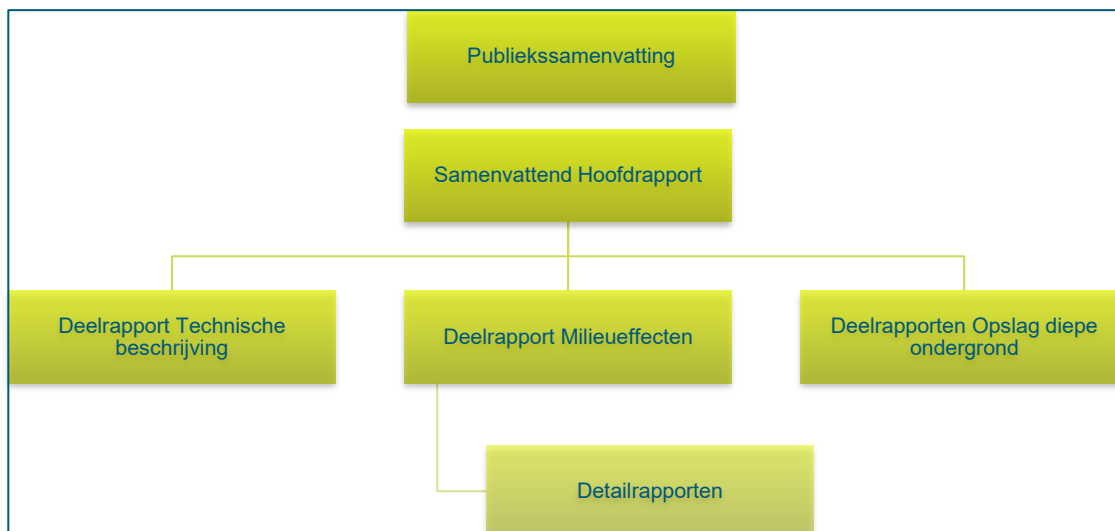 Publiekssamenvatting
Samenvattend Hoofdrapport
Deelrapport Technische
beschrijving
Deelrapport Milieueffecten
Deelrapporten Opslag diepe
ondergrond
Detailrapporten